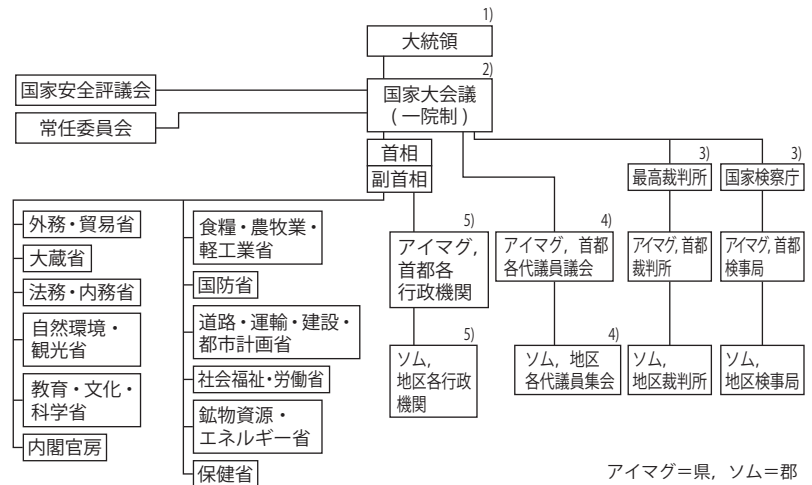 1)
大統領
2)
国家安全評議会
国家大会議
(一院制)
常任委員会
首相
副首相
3)
最高裁判所
3)
国家検察庁
外務・貿易省
大蔵省
法務・内務省
自然環境・
観光省
教育・文化・
科学省
内閣官房
食糧・農牧業・
軽工業省
国防省
道路・運輸・建設・
都市計画省
社会福祉・労働省
鉱物資源・
エネルギー省
保健省
5)
アイマグ,
首都各
行政機関
4)
アイマグ,首都
各代議員議会
アイマグ,首都
裁判所
アイマグ,首都
検事局
5)
ソム,
地区各行政
機関
4)
ソム,地区
各代議員集会
ソム,
地区裁判所
ソム,
地区検事局
アイマグ=県,ソム=郡